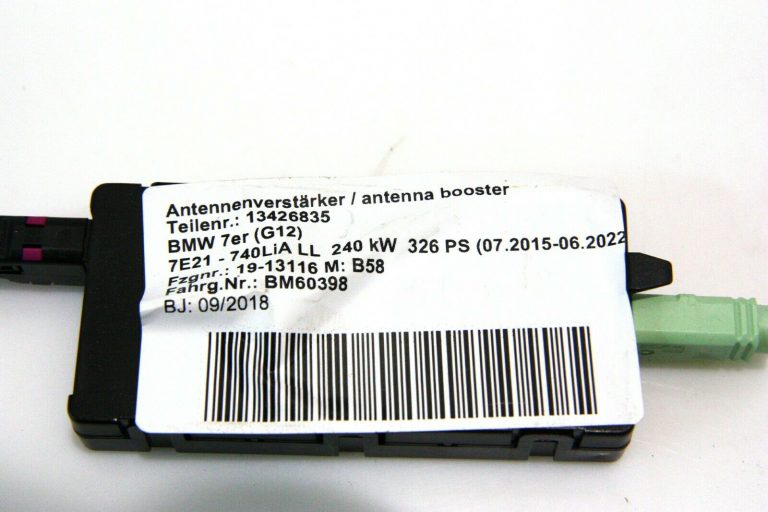 Antennenverstärker / antenna booster
Teilenr.: 13426835
BMW 7er (G12)
7E21 - 740LiA LL 240 kW 326 PS (07.2015-06.2022
Fzgnr.: 19-13116 M: B58
Fahrg.Nr.: BM60398
BJ: 09/2018